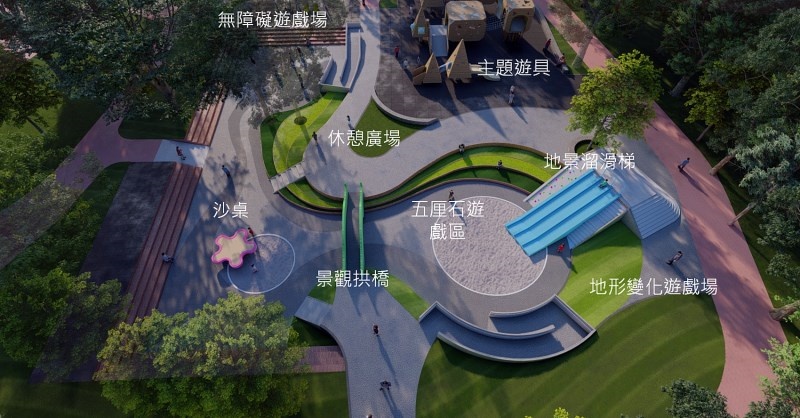 無障礙遊戲場
主題遊具
休憩廣場
地景溜滑梯
沙桌
五厘石遊
戲區
景觀拱橋
地形變化遊戲場